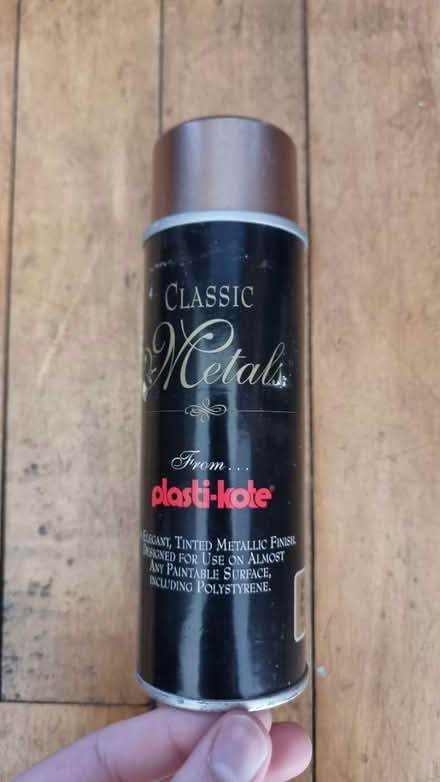 CLASSIC
Metals
From...
plasti-kote®
ELEGANT, TINTED METALLIC FINISH.
DESIGNED FOR USE ON ALMOST
ANY PAINTABLE SURFACE,
INCLUDING POLYSTYRENE.